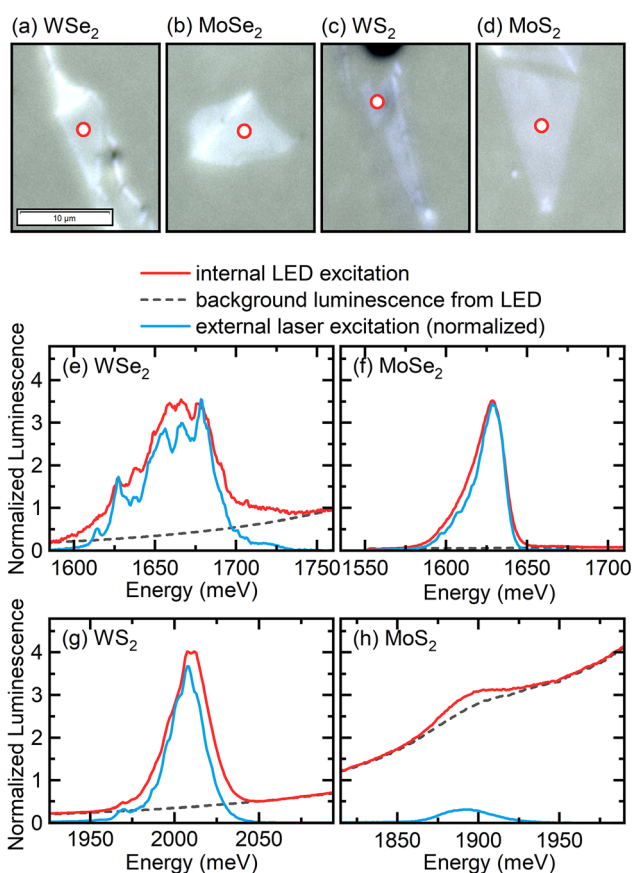 (a) WSe₂ (b) MoSe₂ (c) WS₂ (d) MoS₂
10 µm
internal LED excitation
background luminescence from LED
external laser excitation (normalized)
Normalized Luminescence
(e) WSe₂
(f) MoSe₂
4
3
2
1
0
1600 1650 1700 1750
1550 1600 1650 1700
Energy (meV) Energy (meV)
Normalized Luminescence
(g) WS₂
(h) MoS₂
4
3
2
1
0
1950 2000 2050
1850 1900 1950
Energy (meV) Energy (meV)